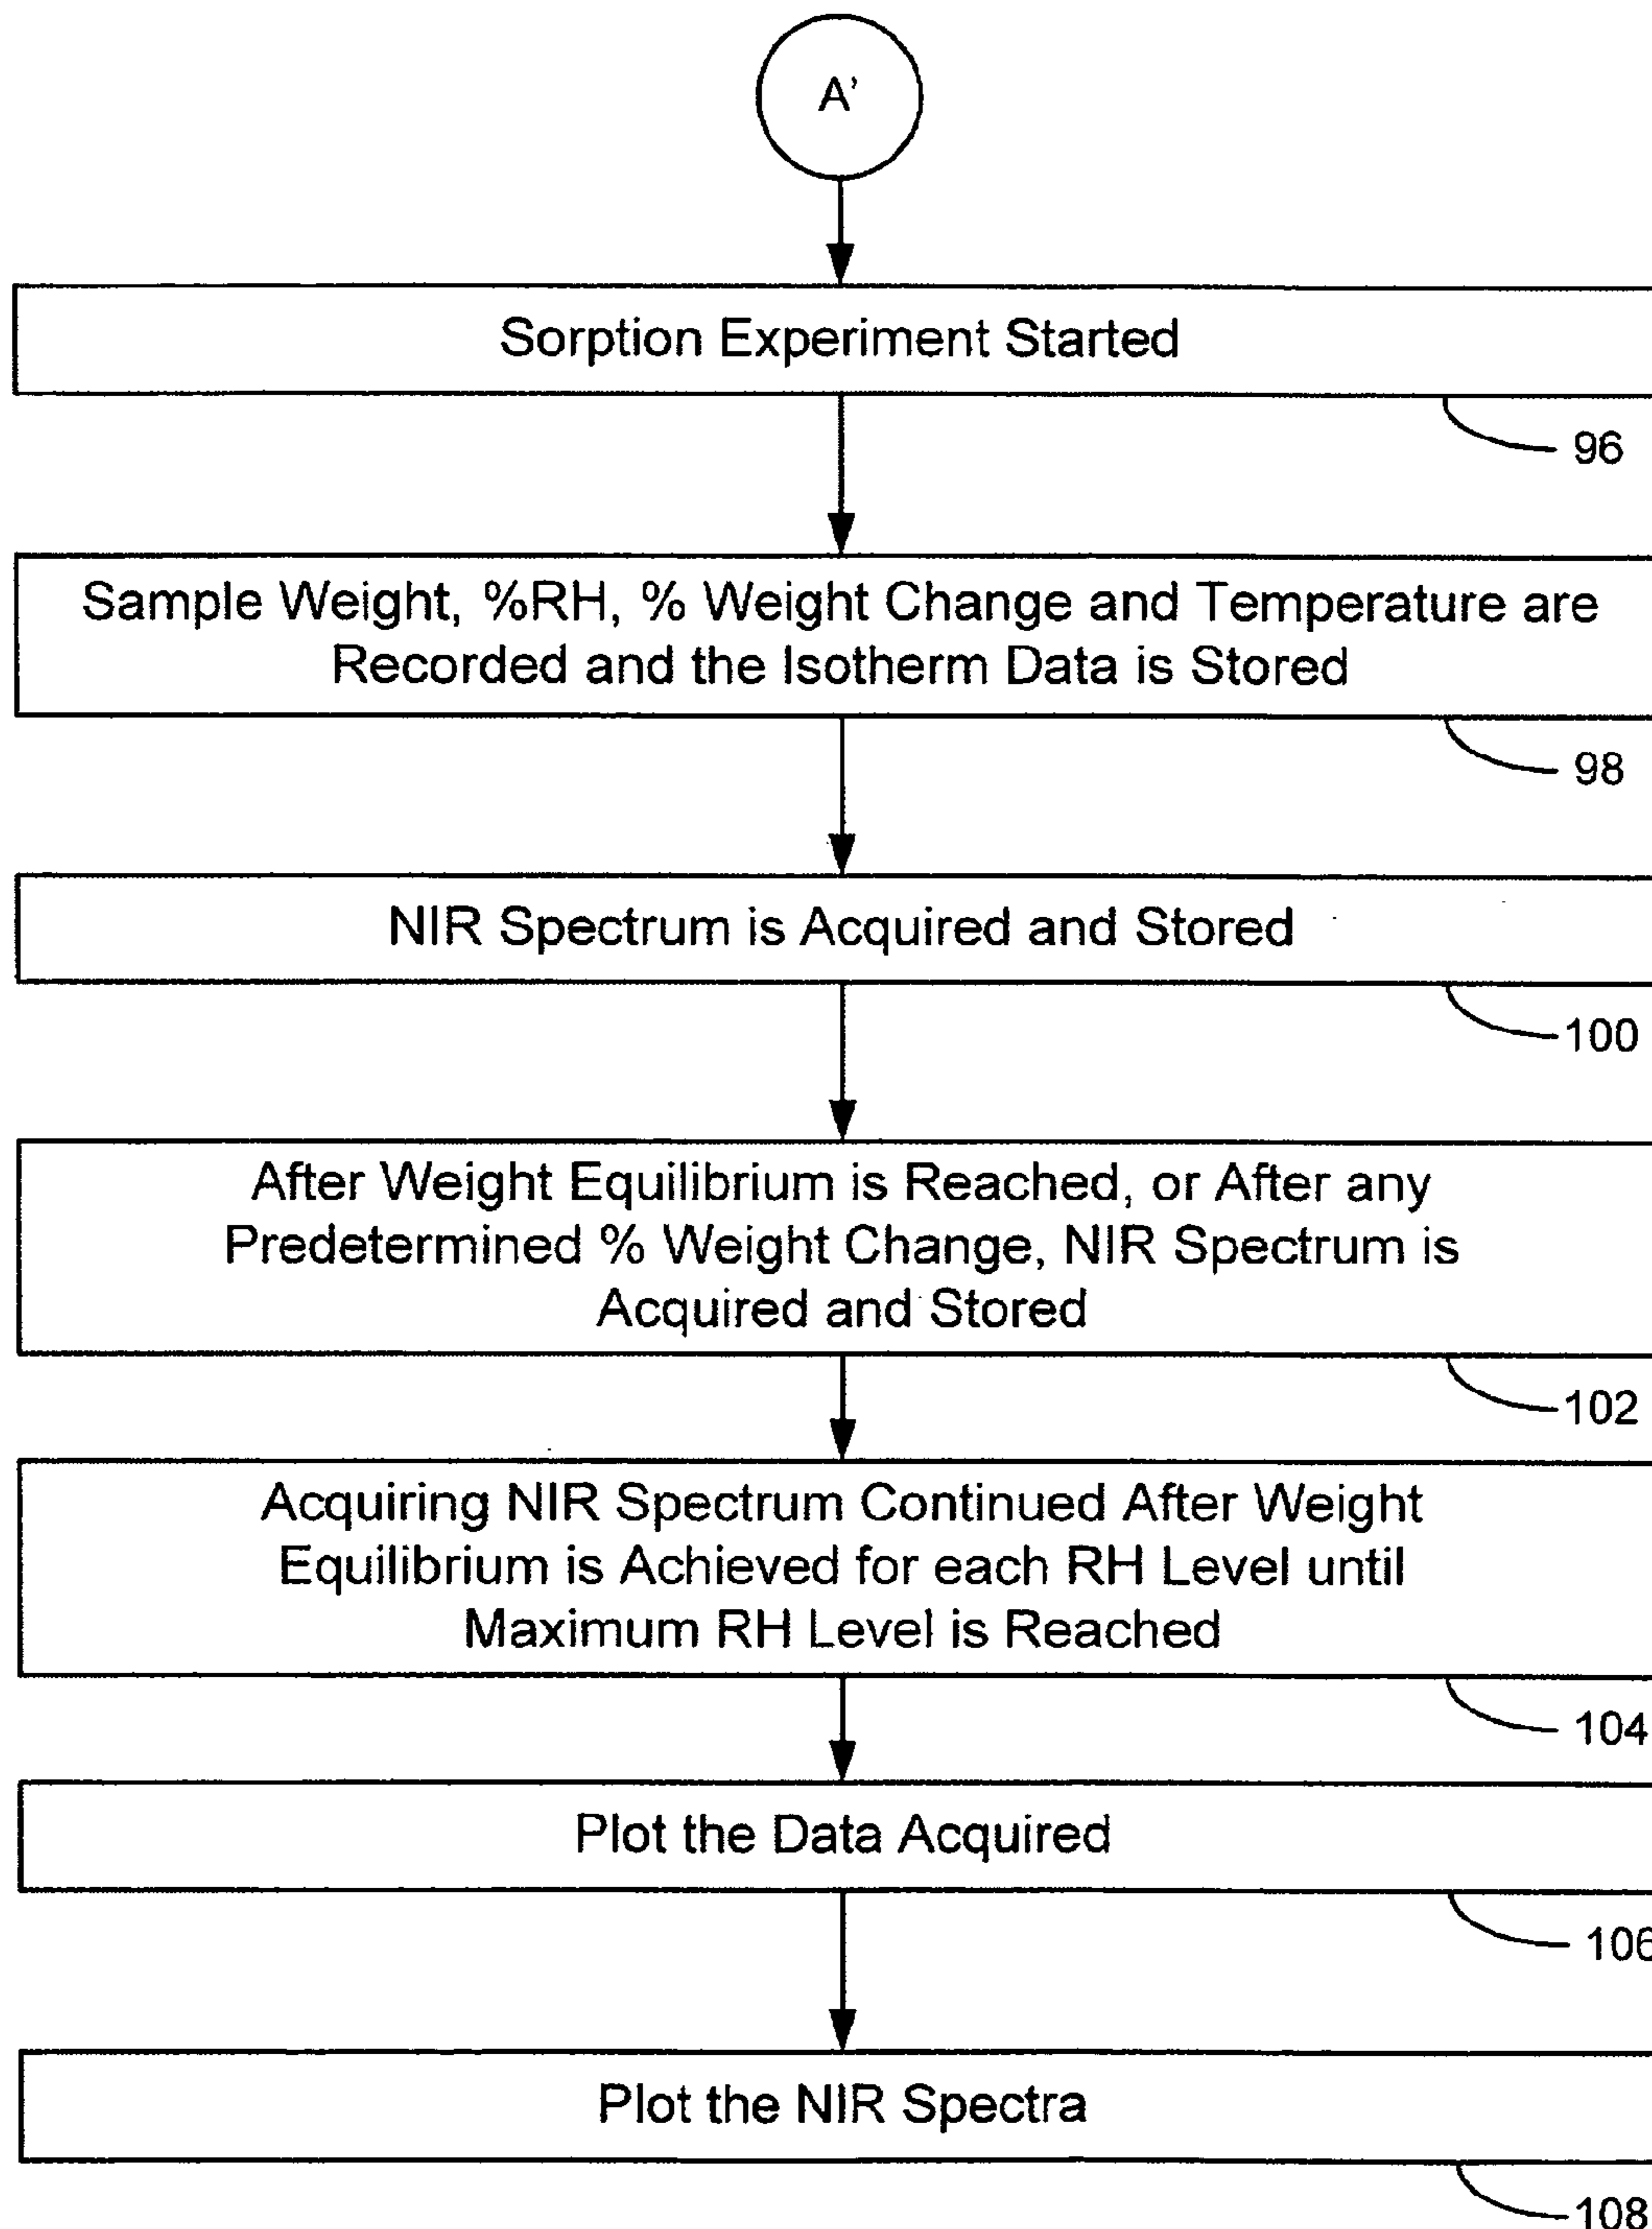 A'
Sorption Experiment Started
96
Sample Weight, %RH, % Weight Change and Temperature are
Recorded and the Isotherm Data is Stored
98
NIR Spectrum is Acquired and Stored
100
After Weight Equilibrium is Reached, or After any
Predetermined % Weight Change, NIR Spectrum is
Acquired and Stored
102
Acquiring NIR Spectrum Continued After Weight
Equilibrium is Achieved for each RH Level until
Maximum RH Level is Reached
104
Plot the Data Acquired
106
Plot the NIR Spectra
108